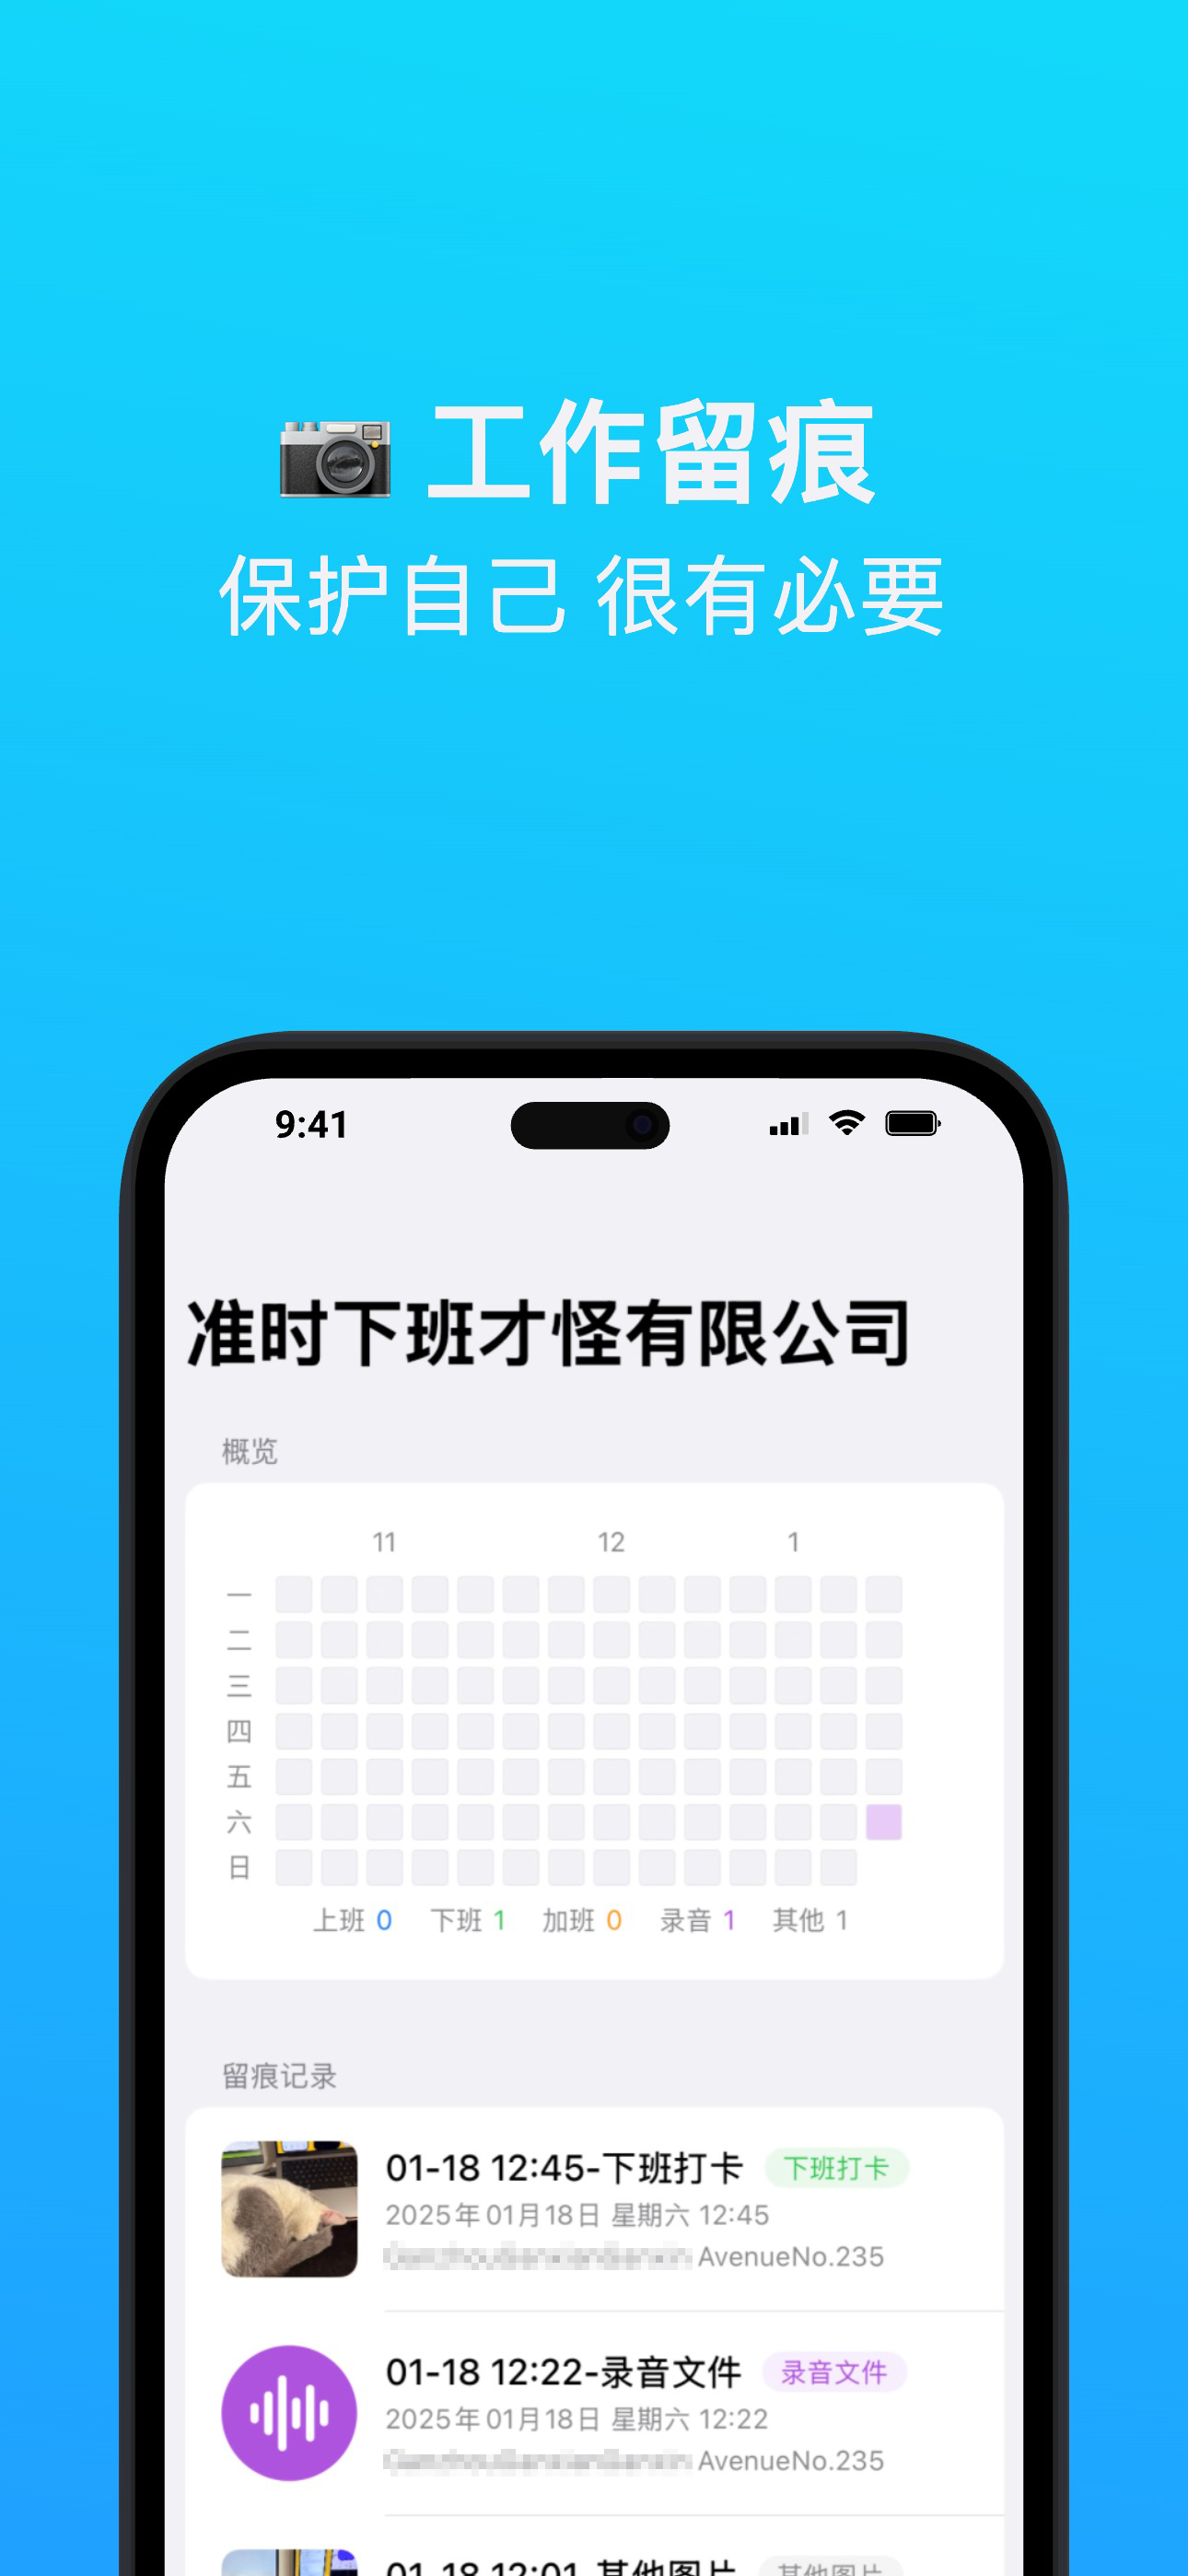 工作留痕
保护自己 很有必要
9:41
准时下班才怪有限公司
概览
11 12 1
一
二
三
四
五
六
日
上班 0 下班 1 加班 0 录音 1 其他 1
留痕记录
01-18 12:45-下班打卡 下班打卡
2025年01月18日 星期六 12:45
AvenueNo.235
01-18 12:22-录音文件 录音文件
2025年01月18日 星期六 12:22
AvenueNo.235
01-18 12:01-其他图片 其他图片